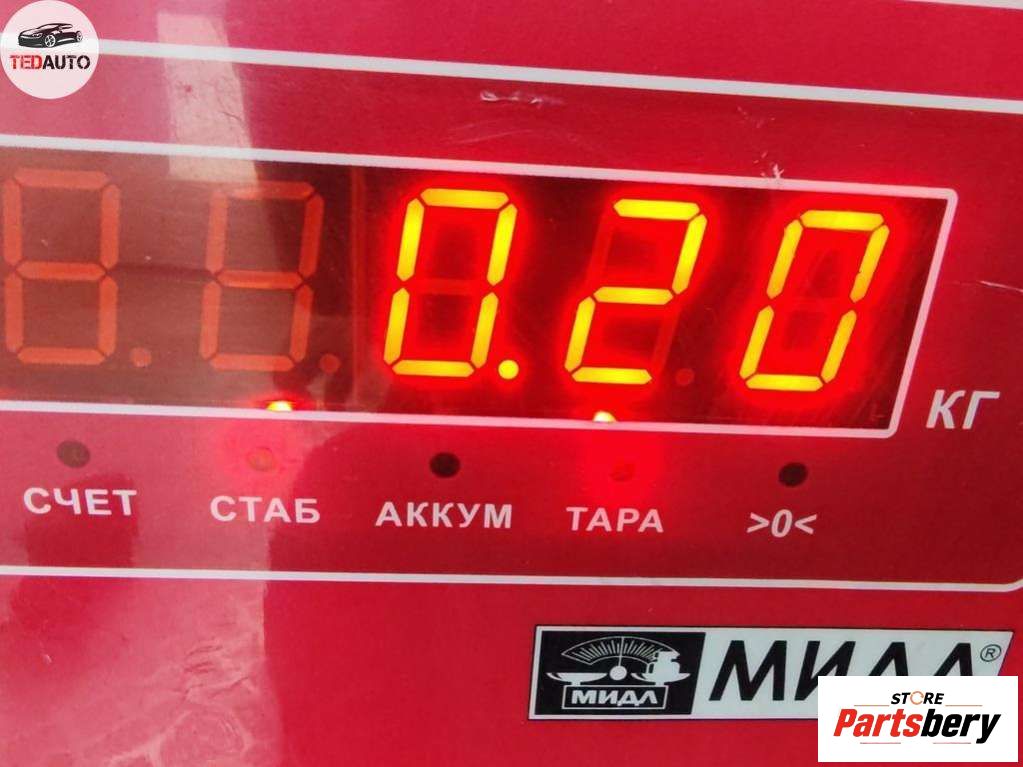 TEDAUTO
0.20
КГ
СЧЕТ СТАБ АККУМ ТАРА >0<
МИДЛ МИДЛ®
STORE
Partsbery